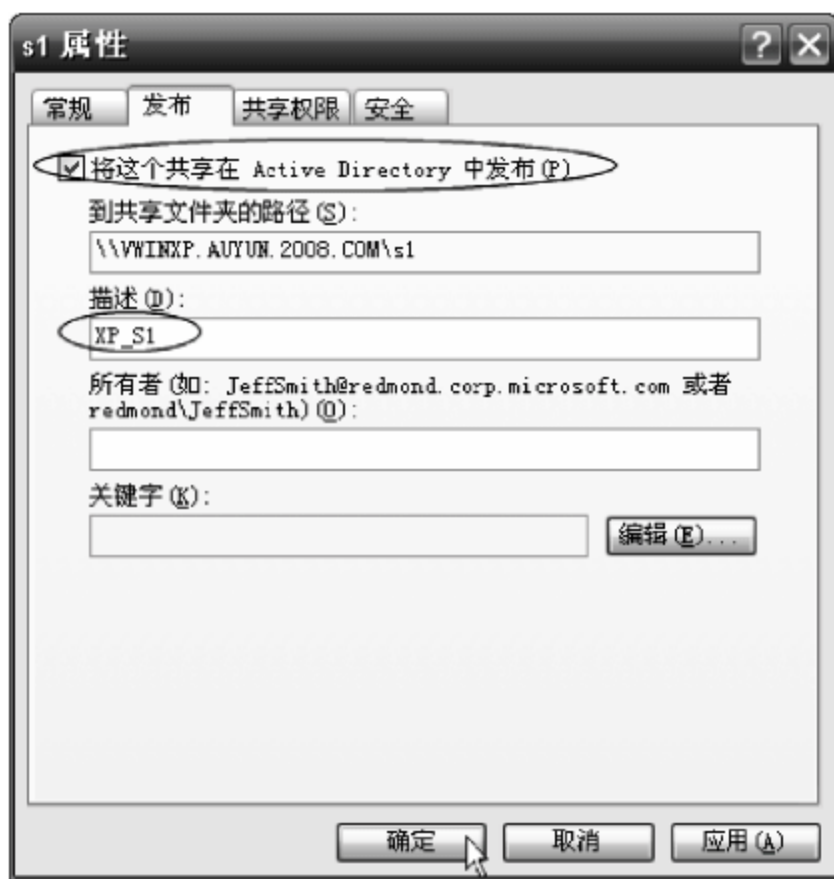 s1 属性
常规 发布 共享权限 安全
将这个共享在 Active Directory 中发布(P)
到共享文件夹的路径(S):
\\VWINXP.AUYUN.2008.COM\s1
描述(D):
XP_S1
所有者(如: JeffSmith@redmond.corp.microsoft.com 或者
redmond\JeffSmith)(O):
关键字(K):
编辑(E)...
确定 取消 应用(A)